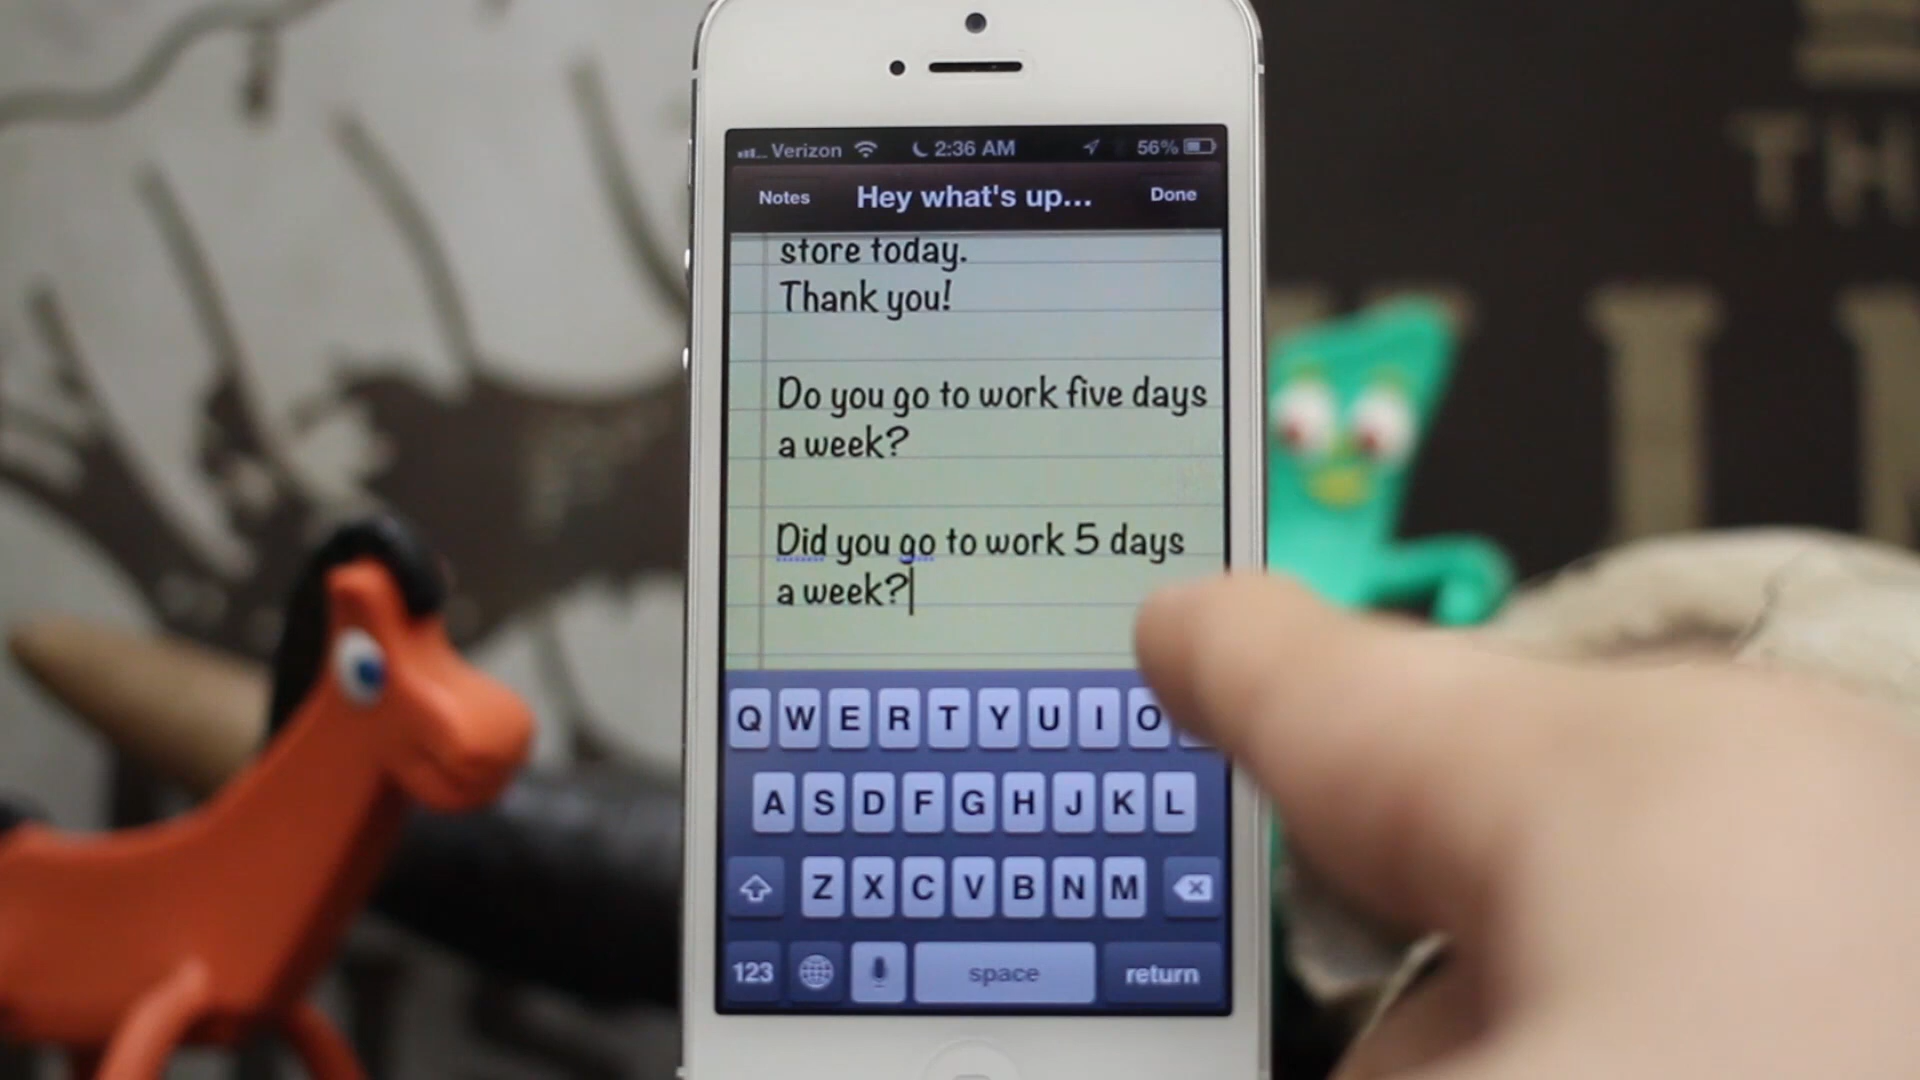 Verizon 2:36 AM 56%
Notes Hey what's up... Done
store today.
Thank you!
Do you go to work five days
a week?
Did you go to work 5 days
a week?
Q W E R T Y U I O
A S D F G H J K L
Z X C V B N M
123 space return
TH